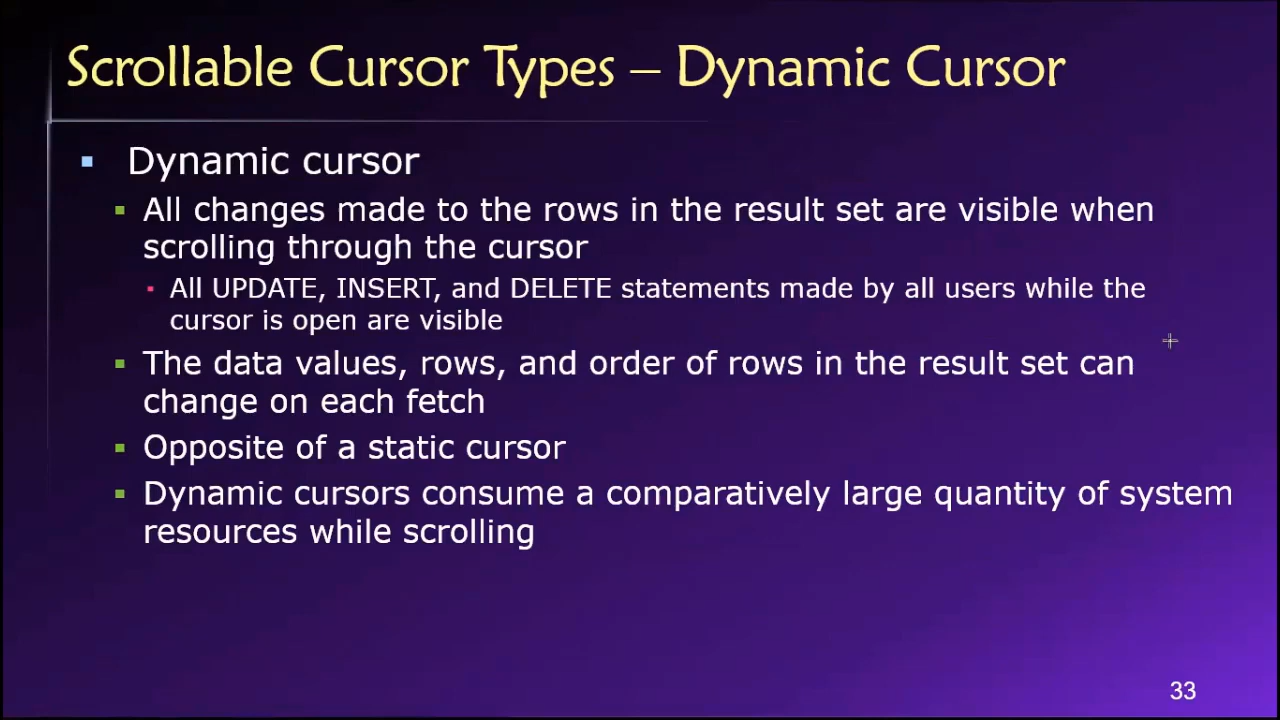 Scrollable Cursor Types – Dynamic Cursor
Dynamic cursor
All changes made to the rows in the result set are visible when
scrolling through the cursor
All UPDATE, INSERT, and DELETE statements made by all users while the
cursor is open are visible
The data values, rows, and order of rows in the result set can
change on each fetch
Opposite of a static cursor
Dynamic cursors consume a comparatively large quantity of system
resources while scrolling
33